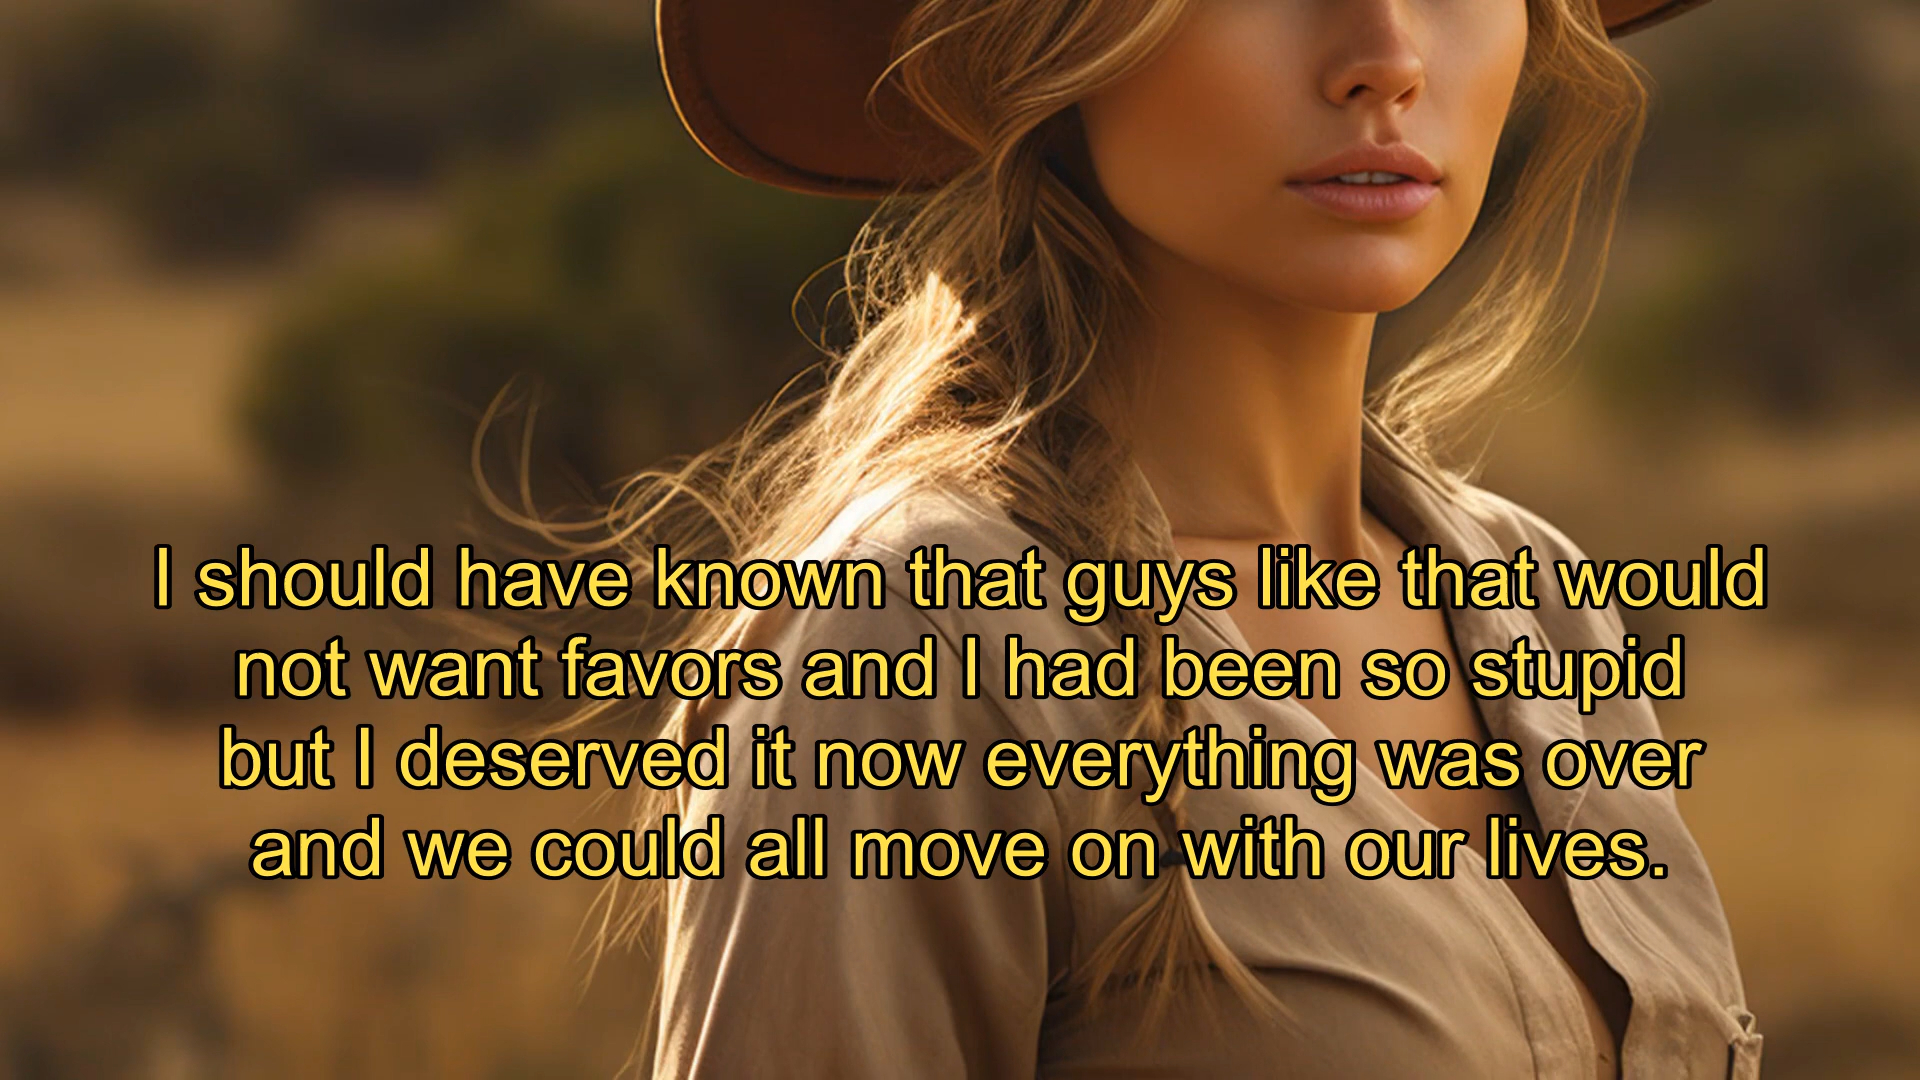 I should have known that guys like that would
not want favors and I had been so stupid
but I deserved it now everything was over
and we could all move on with our lives.